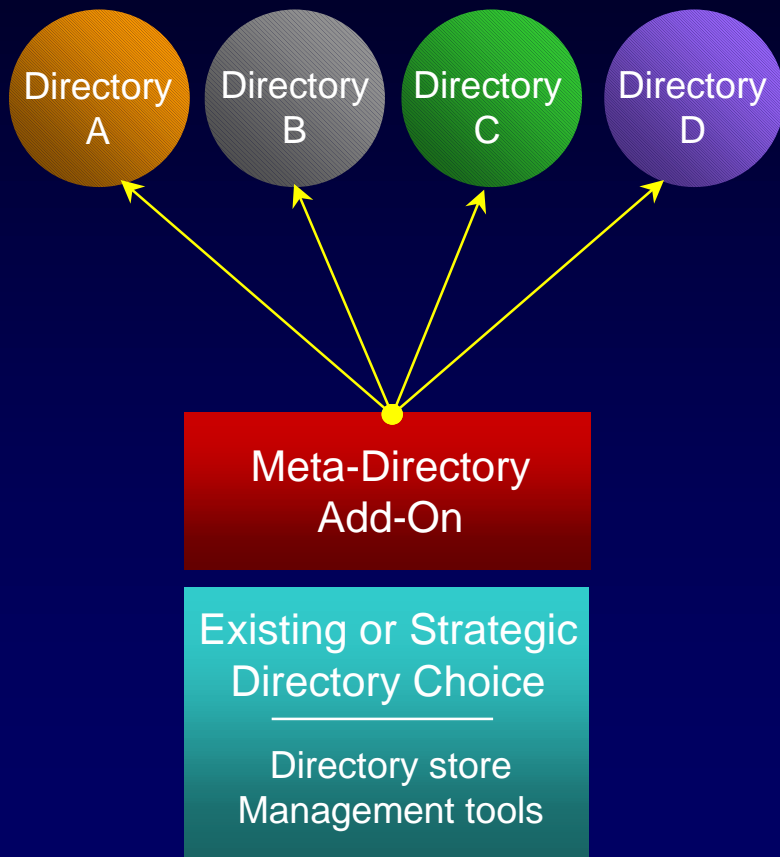 Directory
A
Directory
B
Directory
C
Directory
D
Meta-Directory
Add-On
Existing or Strategic
Directory Choice
Directory store
Management tools